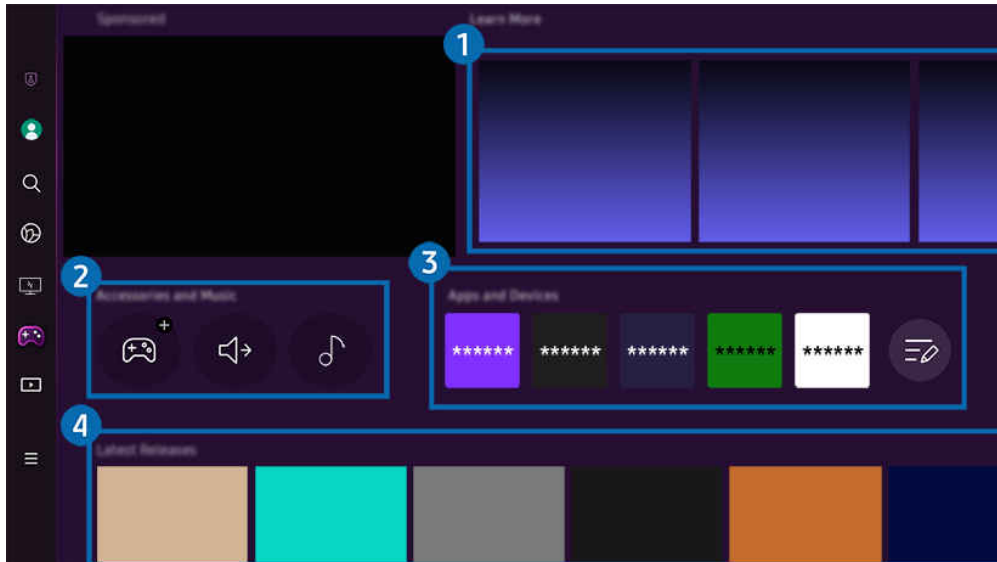 Sponsored
Learn More
1
2
3
Accessories and Music
Apps and Devices
******
******
******
******
******
4
Latest Releases